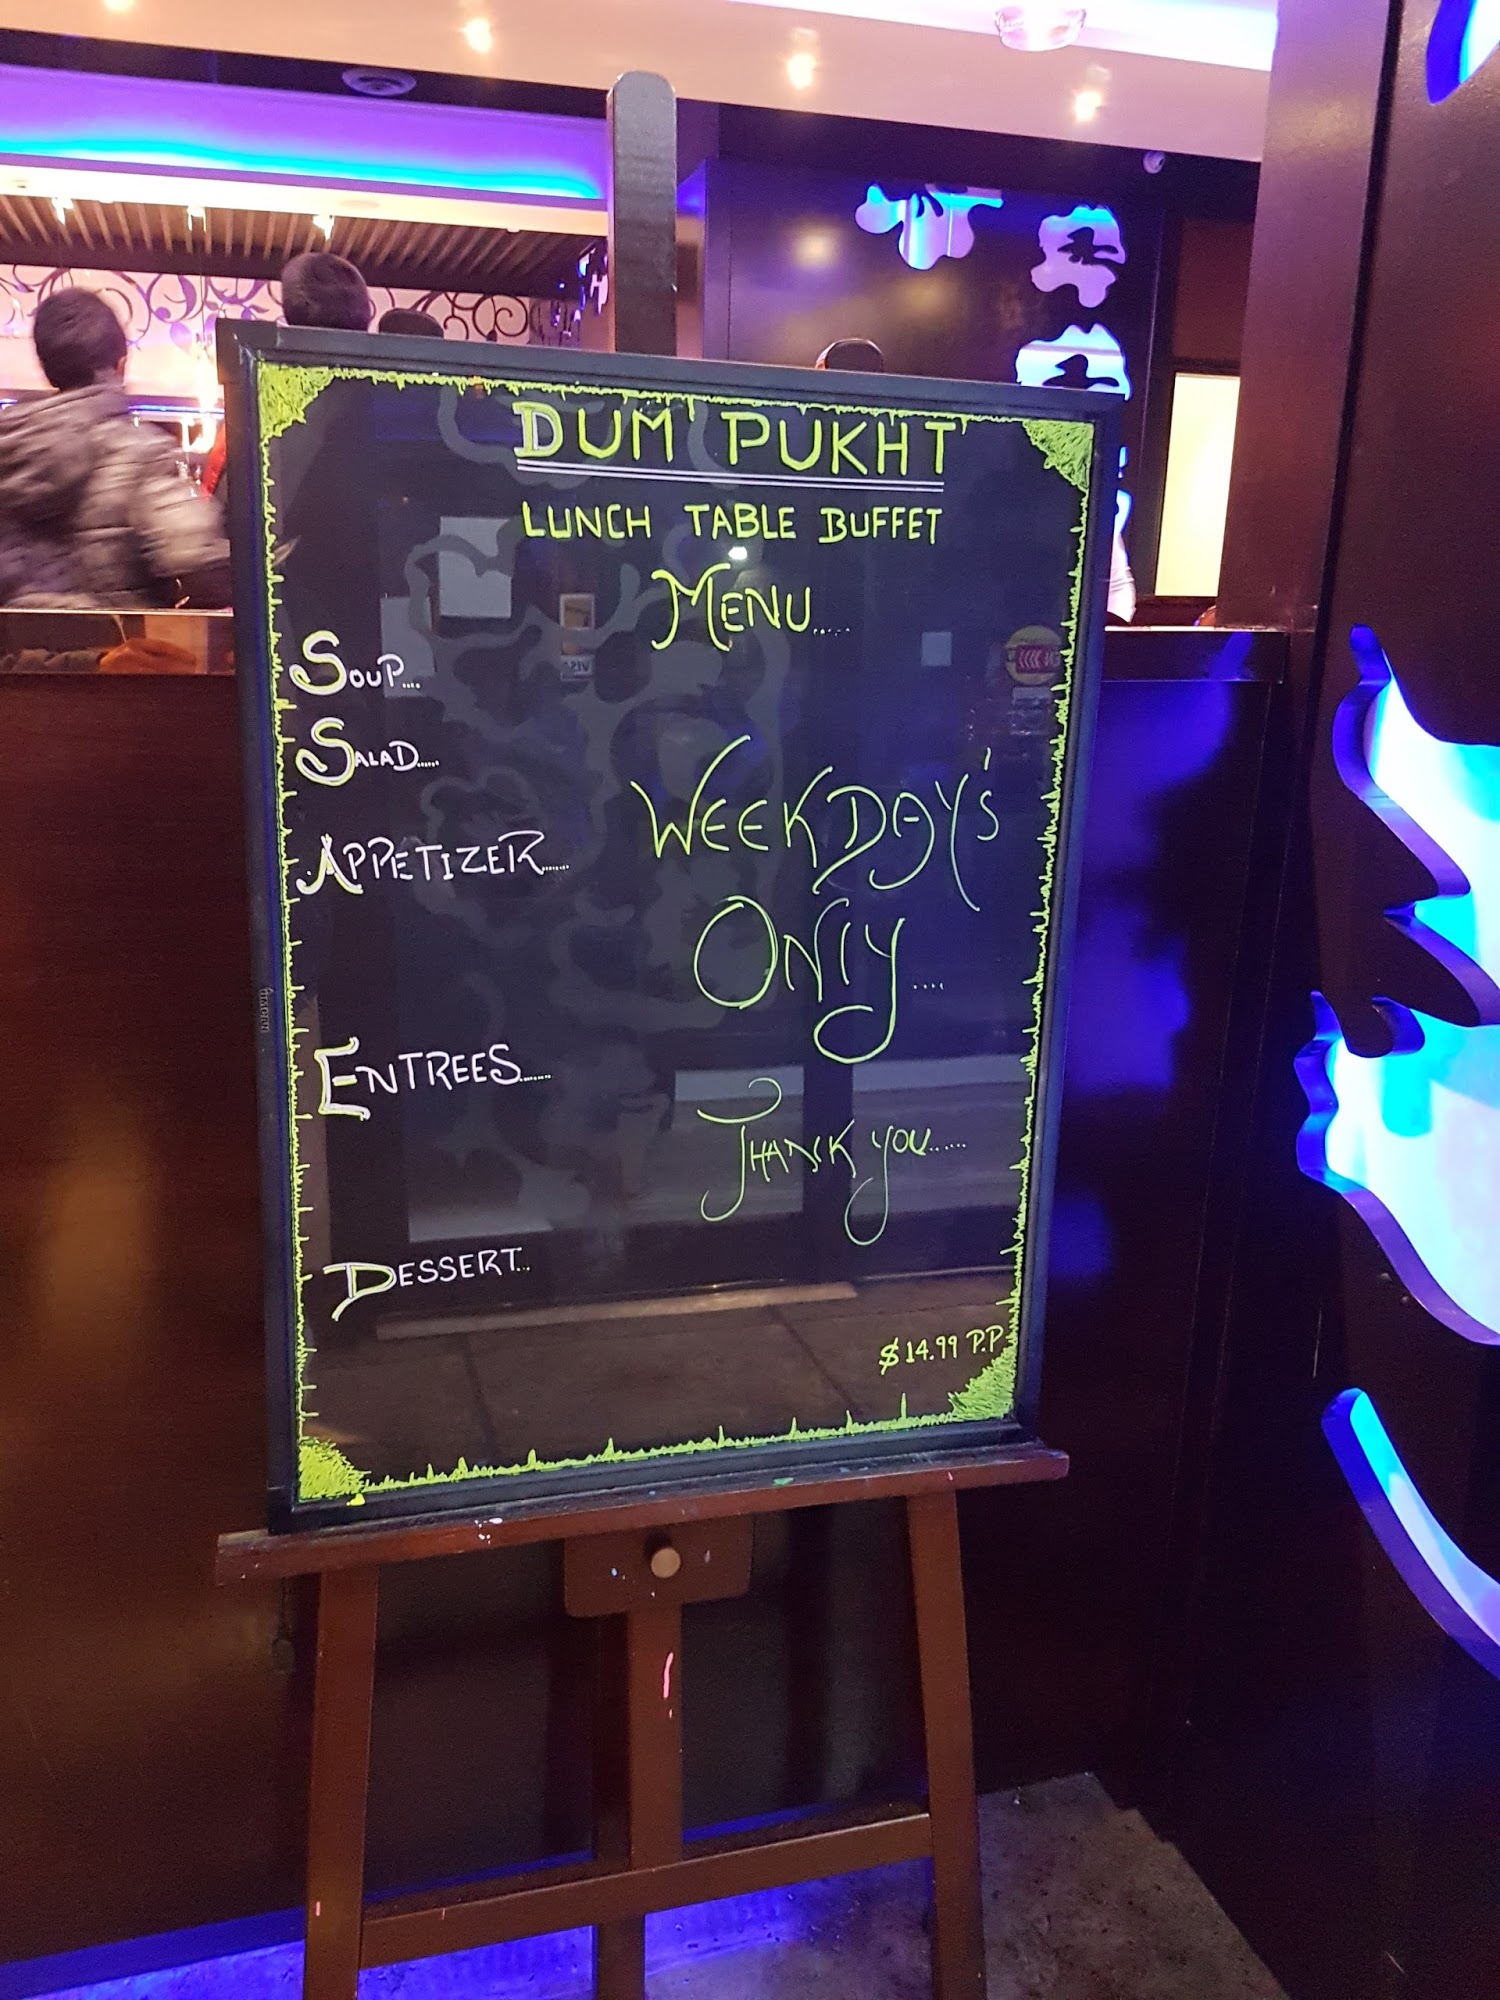 DUM PUKHT
LUNCH TABLE BUFFET
MENU.....
SOUP....
SALAD......
APPETIZER........
WEEKDAY'S
ONLY....
ENTREES........
THANK YOU......
DESSERT...
$14.99 P.P